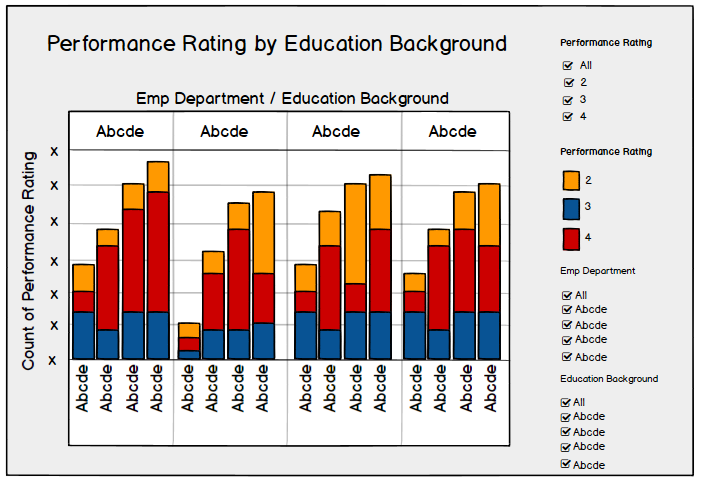 Performance Rating by Education Background
Emp Department / Education Background
Abcde Abcde Abcde Abcde
Count of Performance Rating
x
x
x
x
x
x
x
Abcde Abcde Abcde Abcde Abcde Abcde Abcde Abcde Abcde Abcde Abcde Abcde Abcde Abcde Abcde Abcde
Performance Rating
All
2
3
4
Performance Rating
2
3
4
Emp Department
All
Abcde
Abcde
Abcde
Abcde
Education Background
All
Abcde
Abcde
Abcde
Abcde